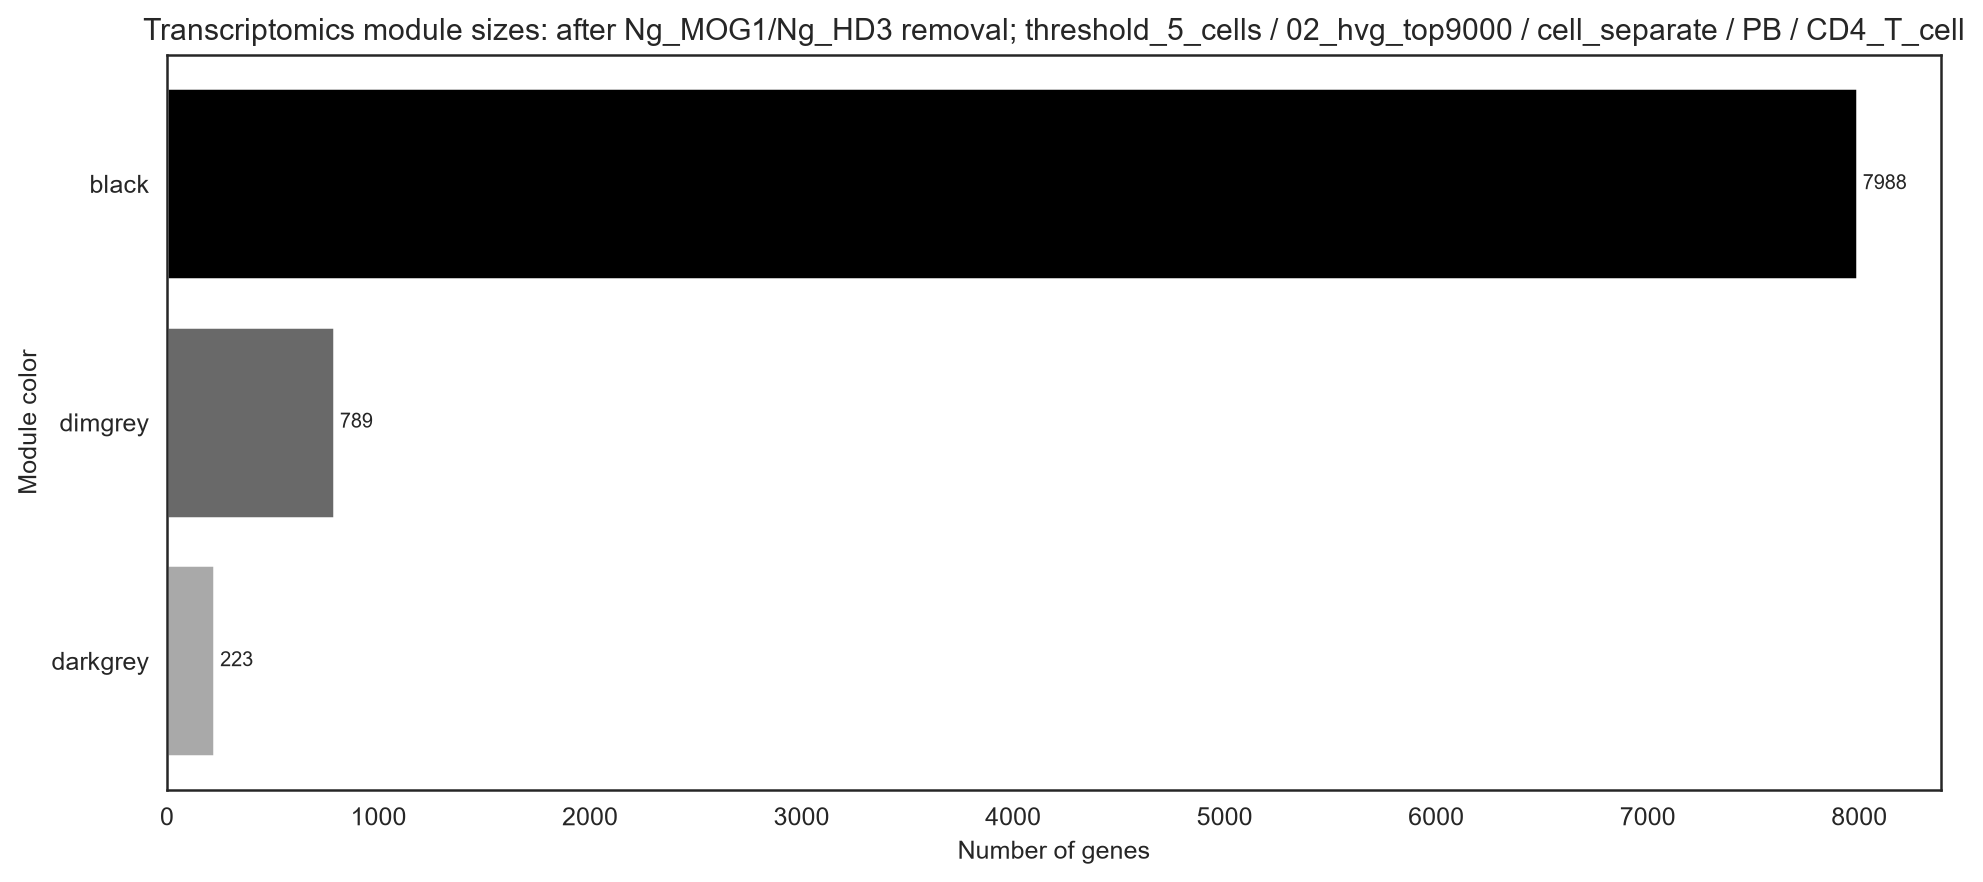 Transcriptomics module sizes: after Ng_MOG1/Ng_HD3 removal; threshold_5_cells / 02_hvg_top9000 / cell_separate / PB / CD4_T_cell
Module color
black
7988
dimgrey
789
darkgrey
223
0 1000 2000 3000 4000 5000 6000 7000 8000
Number of genes